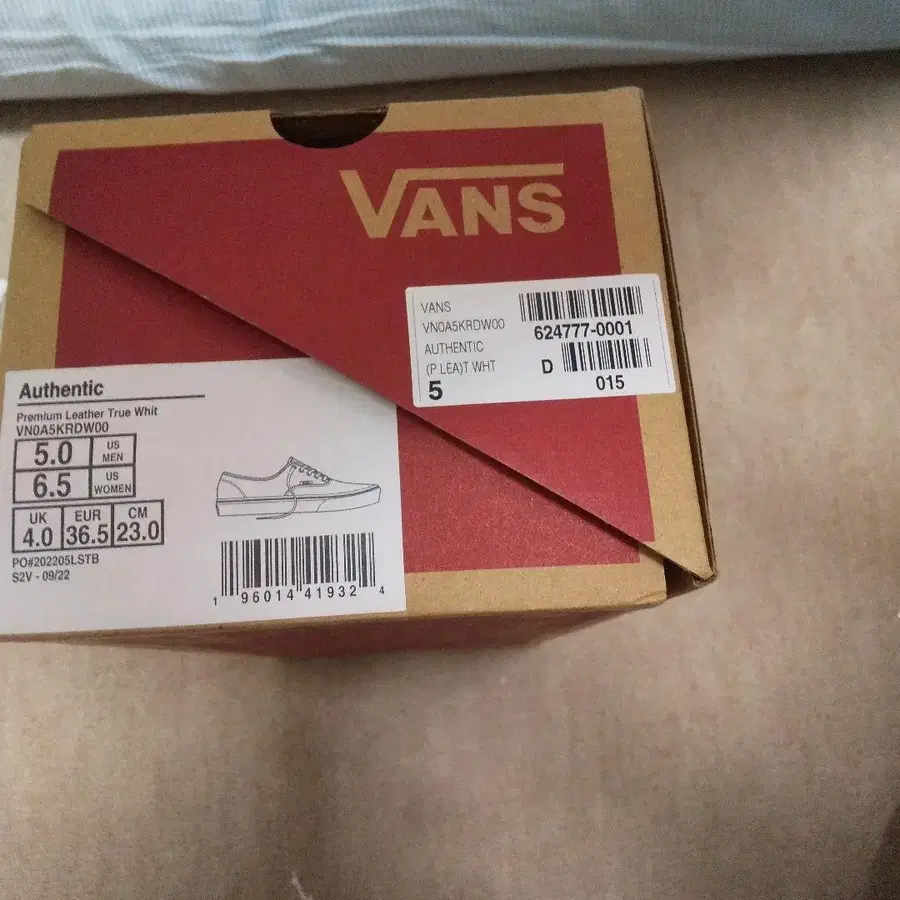 VANS
VANS
VN0A5KRDW00
AUTHENTIC
(P.LEA)T WHT
5
624777-0001
D
015
Authentic
Premium Leather True Whit
VN0A5KRDW00
5.0 US MEN
6.5 US WOMEN
UK EUR CM
4.0 36.5 23.0
PO#202205LSTB
S2V - 09/22
1 96014 41932 4